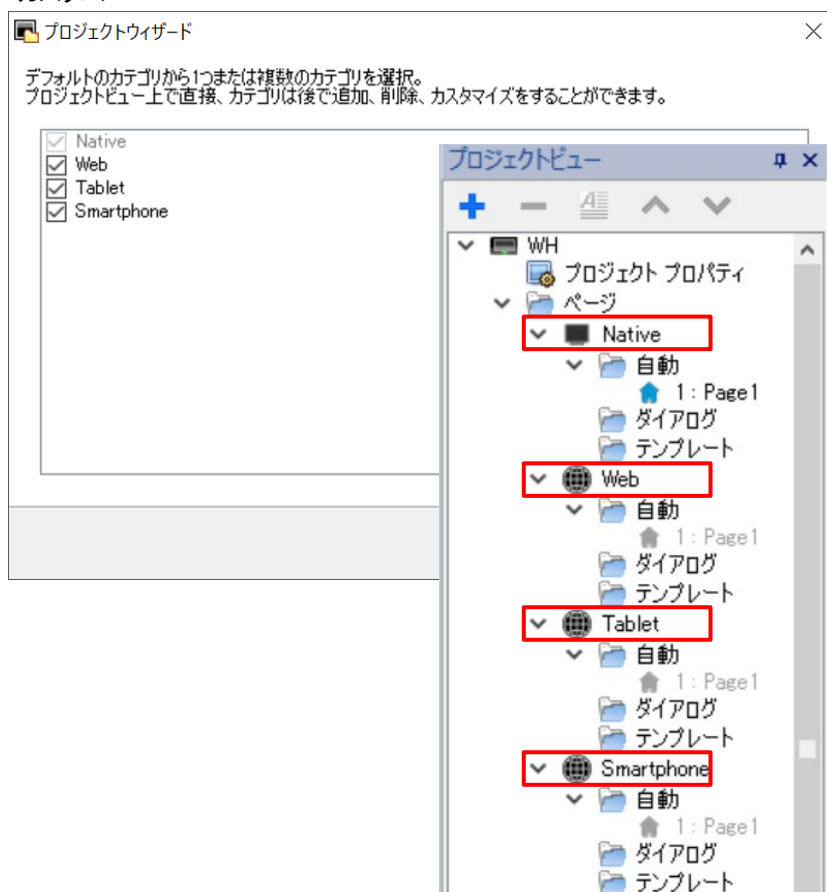 プロジェクトウィザード
デフォルトのカテゴリから1つまたは複数のカテゴリを選択。
プロジェクトビュー上で直接、カテゴリは後で追加、削除、カスタマイズをすることができます。
Native
Web
Tablet
Smartphone
プロジェクトビュー
WH
プロジェクト プロパティ
ページ
Native
自動
1 : Page1
ダイアログ
テンプレート
Web
自動
1 : Page1
ダイアログ
テンプレート
Tablet
自動
1 : Page1
ダイアログ
テンプレート
Smartphone
自動
1 : Page1
ダイアログ
テンプレート